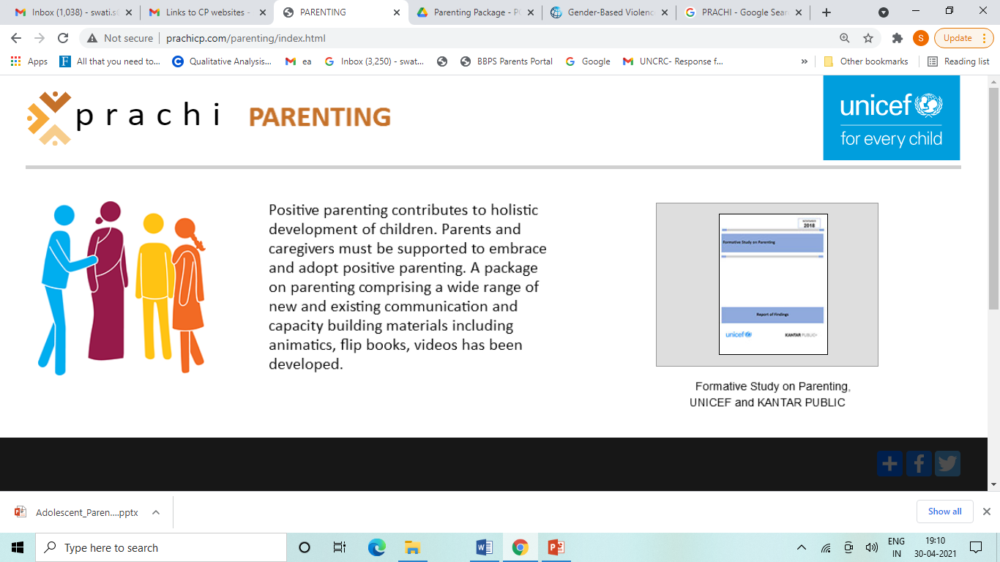 Inbox (1,038) - swati.s
Links to CP websites -
PARENTING
Parenting Package - P
Gender-Based Violenc
PRACHI - Google Sear
Not secure
prachicp.com/parenting/index.html
S
Update
Apps
All that you need to...
Qualitative Analysis...
ea
Inbox (3,250) - swat...
BBPS Parents Portal
Google
UNCRC- Response f...
»
Other bookmarks
Reading list
prachi PARENTING
unicef
for every child
Positive parenting contributes to holistic
development of children. Parents and
caregivers must be supported to embrace
and adopt positive parenting. A package
on parenting comprising a wide range of
new and existing communication and
capacity building materials including
animatics, flip books, videos has been
developed.
NOVEMBER
2018
Formative Study on Parenting
Report of Findings
unicef
KANTAR PUBLIC
Formative Study on Parenting,
UNICEF and KANTAR PUBLIC
Adolescent_Paren....pptx
Show all
Type here to search
ENG
IN
19:10
30-04-2021